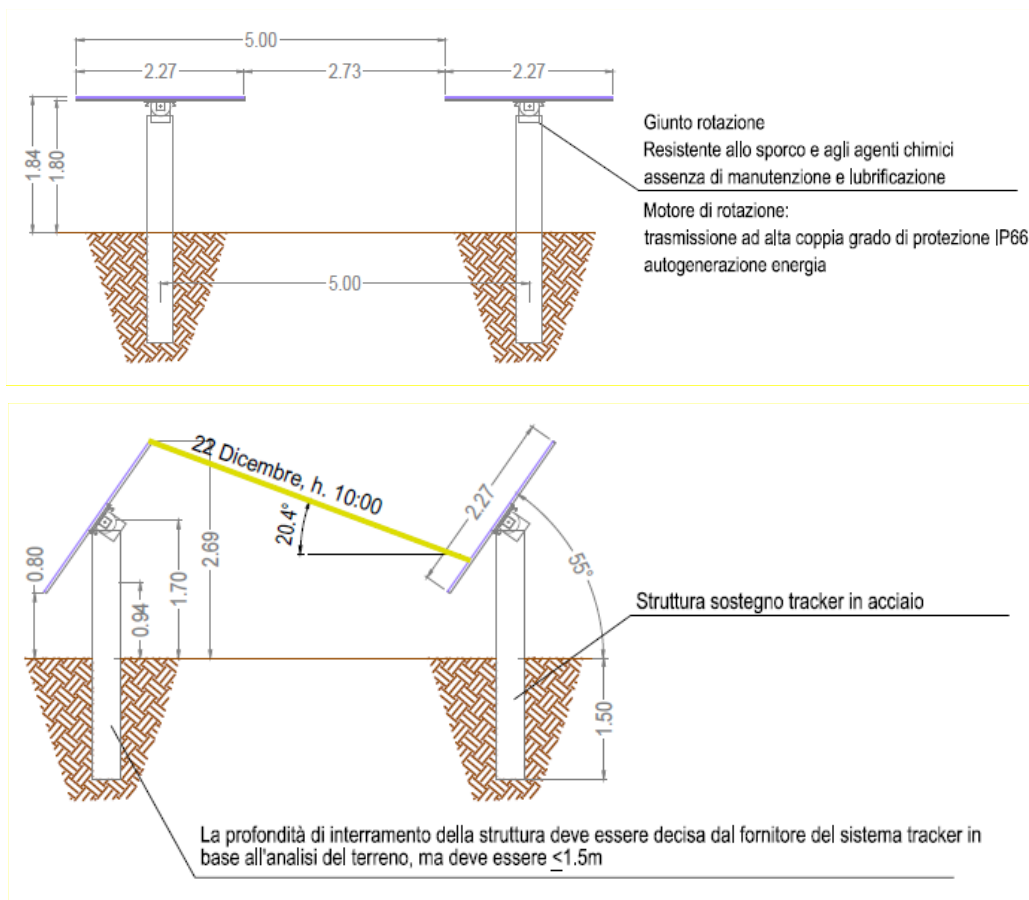 5.00
2.27
2.73
2.27
1.84
1.80
Giunto rotazione
Resistente allo sporco e agli agenti chimici
assenza di manutenzione e lubrificazione
Motore di rotazione:
trasmissione ad alta coppia grado di protezione IP66
autogenerazione energia
5.00
22 Dicembre, h. 10:00
20.4°
2.27
55°
0.80
0.94
1.70
2.69
Struttura sostegno tracker in acciaio
1.50
La profondità di interramento della struttura deve essere decisa dal fornitore del sistema tracker in
base all'analisi del terreno, ma deve essere <1.5m